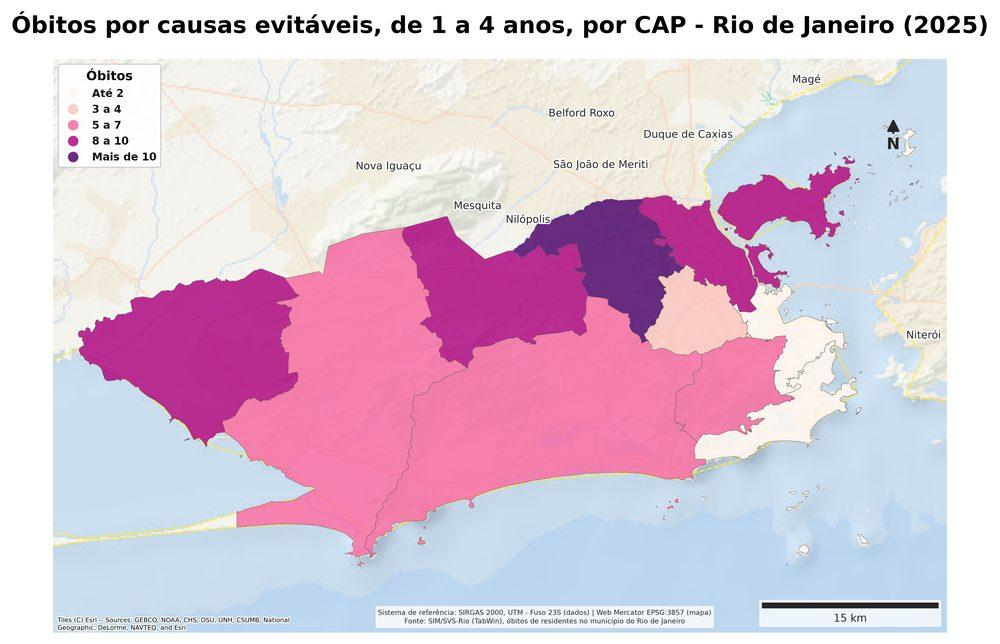 Óbitos por causas evitáveis, de 1 a 4 anos, por CAP - Rio de Janeiro (2025)
Óbitos
Até 2
3 a 4
5 a 7
8 a 10
Mais de 10
Magé
Belford Roxo
Duque de Caxias
N
Nova Iguaçu
São João de Meriti
Mesquita
Nilópolis
Niterói
Sistema de referência: SIRGAS 2000, UTM - Fuso 23S (dados) | Web Mercator EPSG:3857 (mapa)
Fonte: SIM/SVS-Rio (TabWin), óbitos de residentes no município do Rio de Janeiro
15 km
Tiles (C) Esri -- Sources: GEBCO, NOAA, CHS, OSU, UNH, CSUMB, National
Geographic, DeLorme, NAVTEQ, and Esri